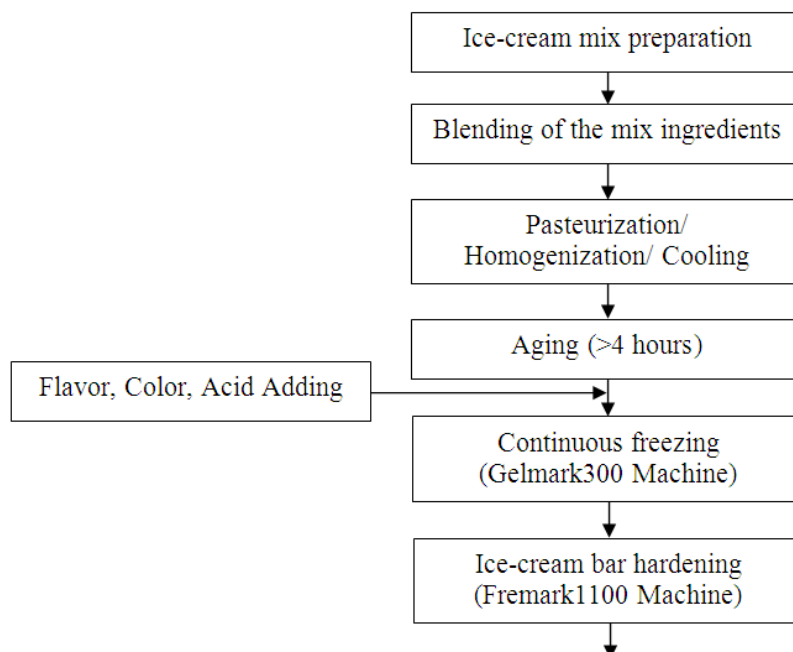 Ice-cream mix preparation
Blending of the mix ingredients
Pasteurization/
Homogenization/ Cooling
Aging (>4 hours)
Flavor, Color, Acid Adding
Continuous freezing
(Gelmark300 Machine)
Ice-cream bar hardening
(Fremark1100 Machine)